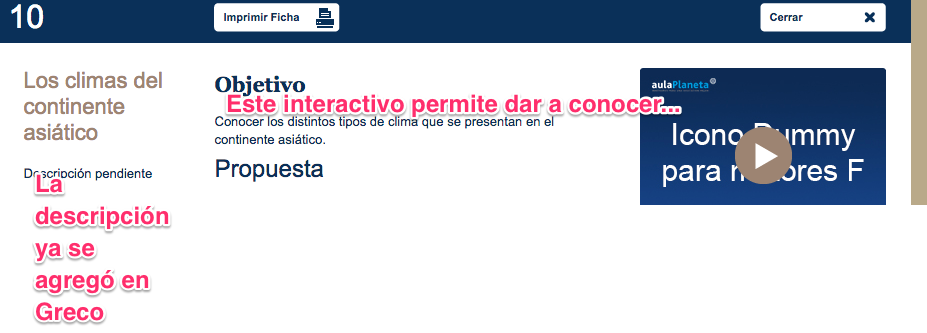 10
Imprimir Ficha
Cerrar
Los climas del
continente
asiático
Descripción pendiente
La
descripción
ya se
agregó en
Greco
Objetivo
Este interactivo permite dar a conocer...
Conocer los distintos tipos de clima que se presentan en el
continente asiático.
Propuesta
aulaPlaneta
Icono Dummy
para F